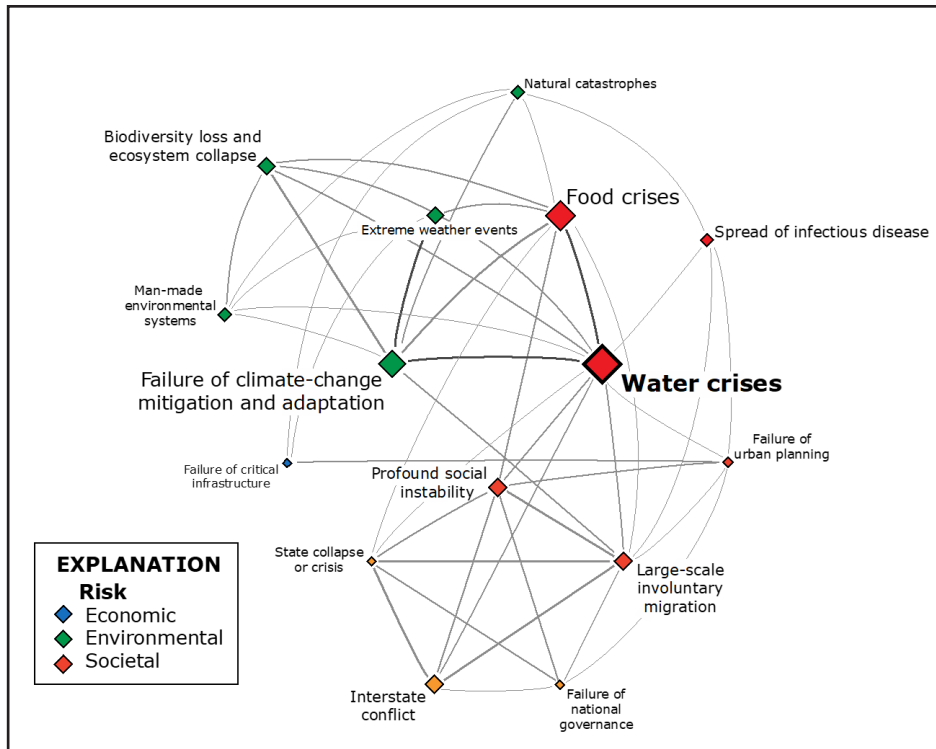 Natural catastrophes
Biodiversity loss and
ecosystem collapse
Food crises
Extreme weather events
Spread of infectious disease
Man-made
environmental
systems
Failure of climate-change
mitigation and adaptation
Water crises
Failure of
urban planning
Failure of critical
infrastructure
Profound social
instability
State collapse
or crisis
Large-scale
involuntary
migration
EXPLANATION
Risk
Economic
Environmental
Societal
Interstate
conflict
Failure of
national
governance